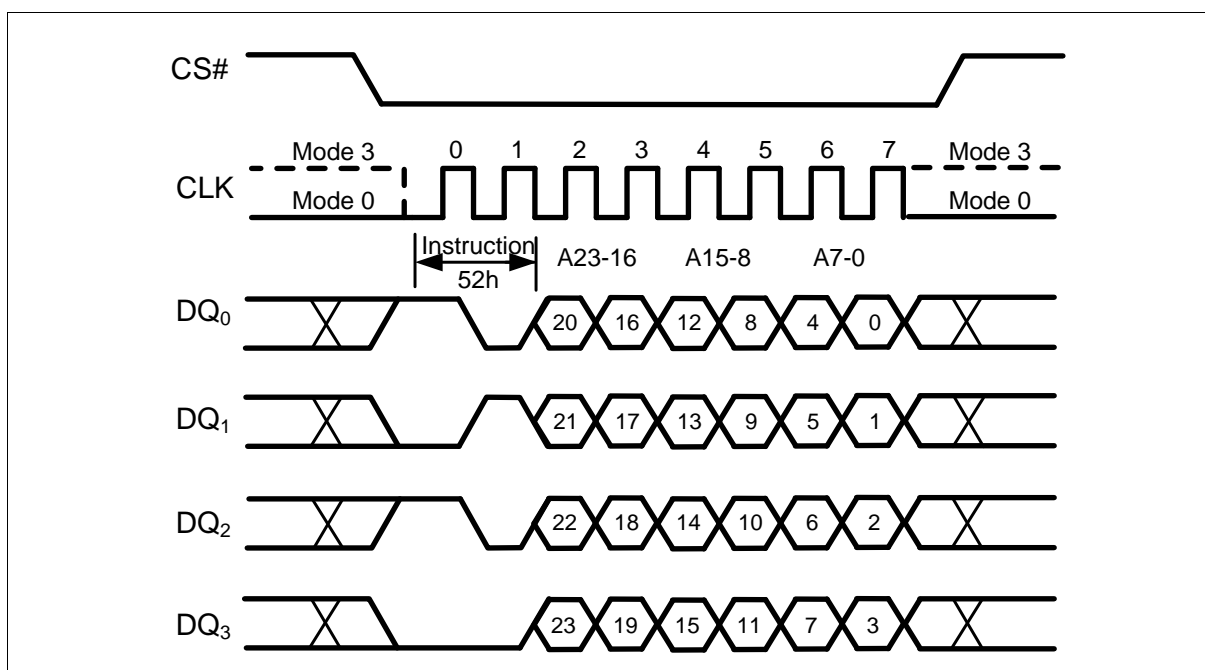 CS#
Mode 3 0 1 2 3 4 5 6 7 Mode 3
CLK
Mode 0 Mode 0
Instruction A23-16 A15-8 A7-0
52h
DQ0 20 16 12 8 4 0
DQ1 21 17 13 9 5 1
DQ2 22 18 14 10 6 2
DQ3 23 19 15 11 7 3